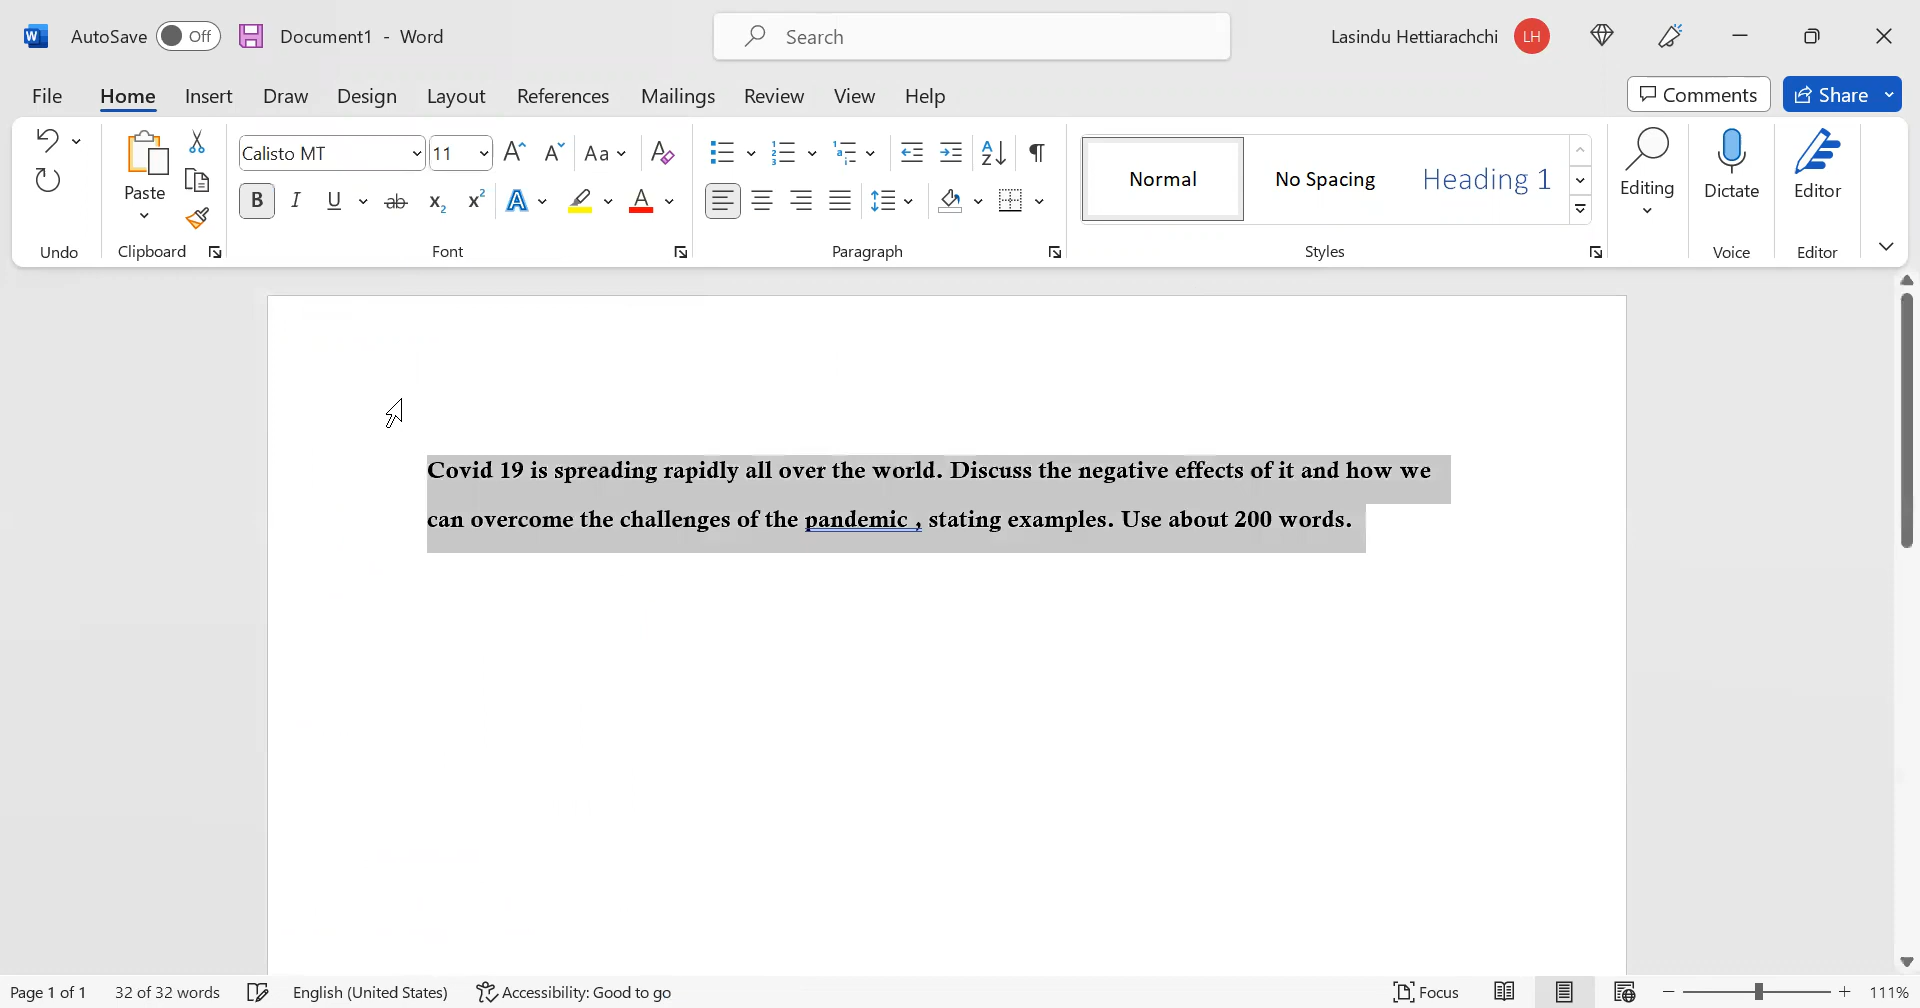 AutoSave Off Document1 - Word Search Lasindu Hettiarachchi LH
File Home Insert Draw Design Layout References Mailings Review View Help Comments Share
Calisto MT 11 A A Aa A
Paste B I U ab x2 x2 A A A Z ¶ Normal No Spacing Heading 1 Editing Dictate Editor
Undo Clipboard Font Paragraph Styles Voice Editor
Covid 19 is spreading rapidly all over the world. Discuss the negative effects of it and how we
can overcome the challenges of the pandemic , stating examples. Use about 200 words.
Page 1 of 1 32 of 32 words English (United States) Accessibility: Good to go Focus 111%